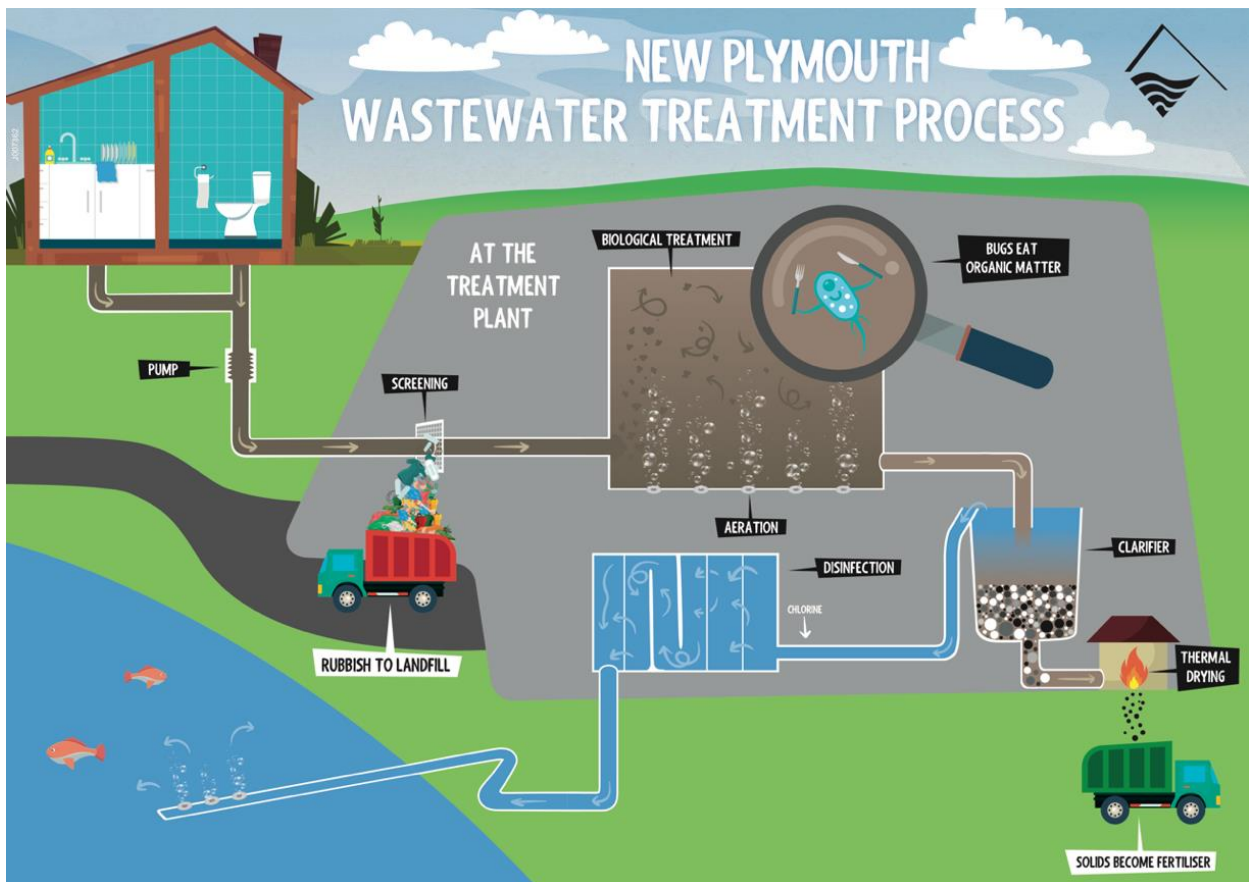 NEW PLYMOUTH
WASTEWATER TREATMENT PROCESS
J007362
AT THE
TREATMENT
PLANT
BIOLOGICAL TREATMENT
BUGS EAT
ORGANIC MATTER
PUMP
SCREENING
AERATION
CLARIFIER
DISINFECTION
CHLORINE
RUBBISH TO LANDFILL
THERMAL
DRYING
SOLIDS BECOME FERTILISER